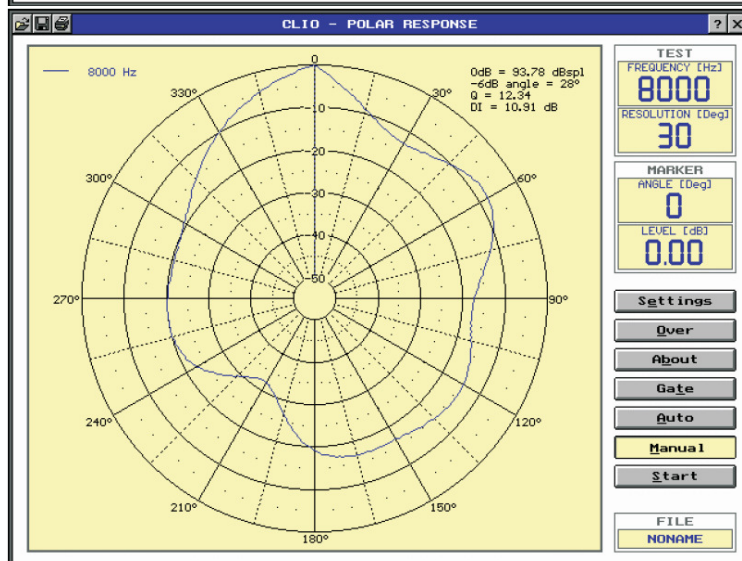 CLIO - POLAR RESPONSE
? X
8000 Hz
0dB = 93.78 dBspl
-6dB angle = 28°
Q = 12.34
DI = 10.91 dB
0
330°
30°
-10
-20
300°
60°
-30
-40
-50
270°
90°
240°
120°
210°
150°
180°
TEST
FREQUENCY [Hz]
8000
RESOLUTION [Deg]
30
MARKER
ANGLE [Deg]
0
LEVEL [dB]
0.00
Settings
Over
About
Gate
Auto
Manual
Start
FILE
NONAME